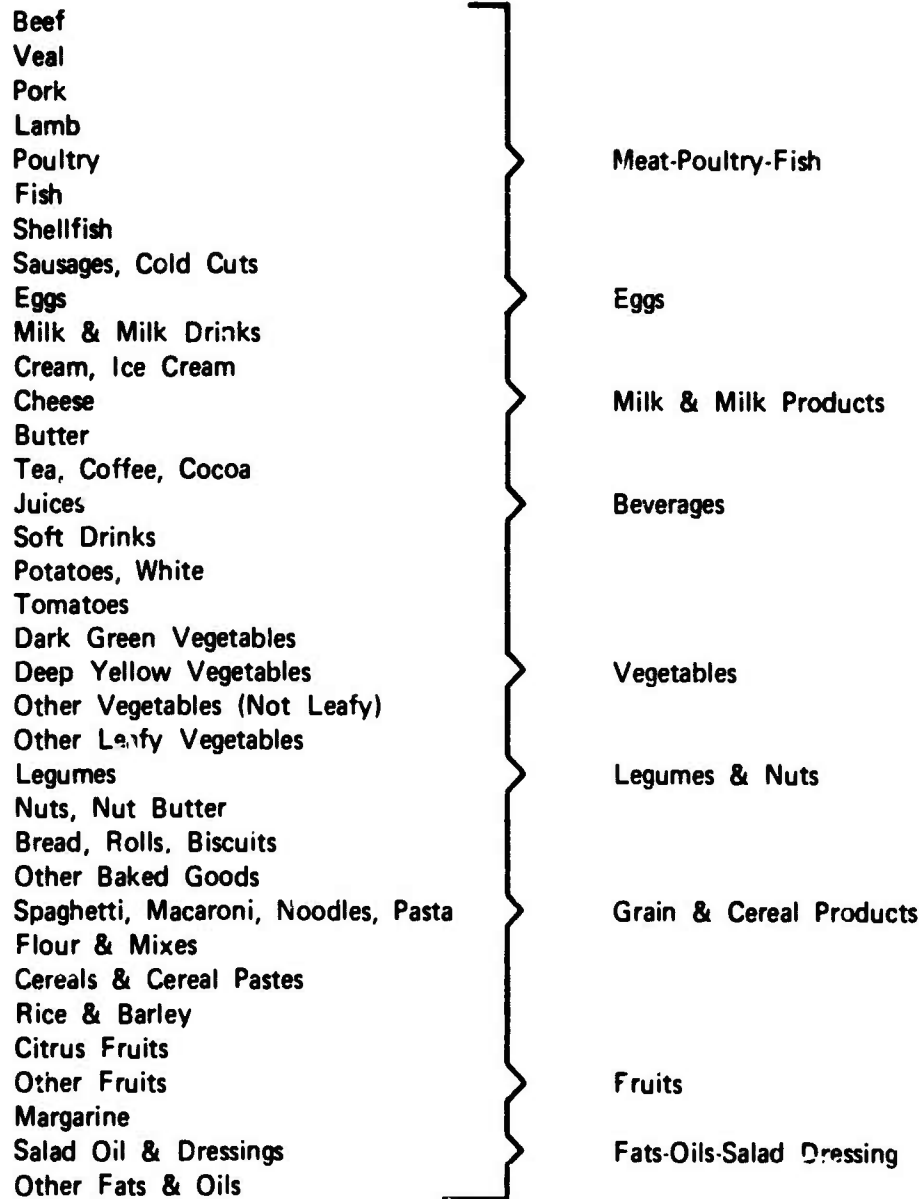 Beef
Veal
Pork
Lamb
Poultry
Meat-Poultry-Fish
Fish
Shellfish
Sausages, Cold Cuts
Eggs
Eggs
Milk & Milk Drinks
Cream, Ice Cream
Cheese
Milk & Milk Products
Butter
Tea, Coffee, Cocoa
Juices
Beverages
Soft Drinks
Potatoes, White
Tomatoes
Dark Green Vegetables
Deep Yellow Vegetables
Vegetables
Other Vegetables (Not Leafy)
Other Leafy Vegetables
Legumes
Legumes & Nuts
Nuts, Nut Butter
Bread, Rolls, Biscuits
Other Baked Goods
Spaghetti, Macaroni, Noodles, Pasta
Grain & Cereal Products
Flour & Mixes
Cereals & Cereal Pastes
Rice & Barley
Citrus Fruits
Other Fruits
Fruits
Margarine
Salad Oil & Dressings
Fats-Oils-Salad Dressing
Other Fats & Oils